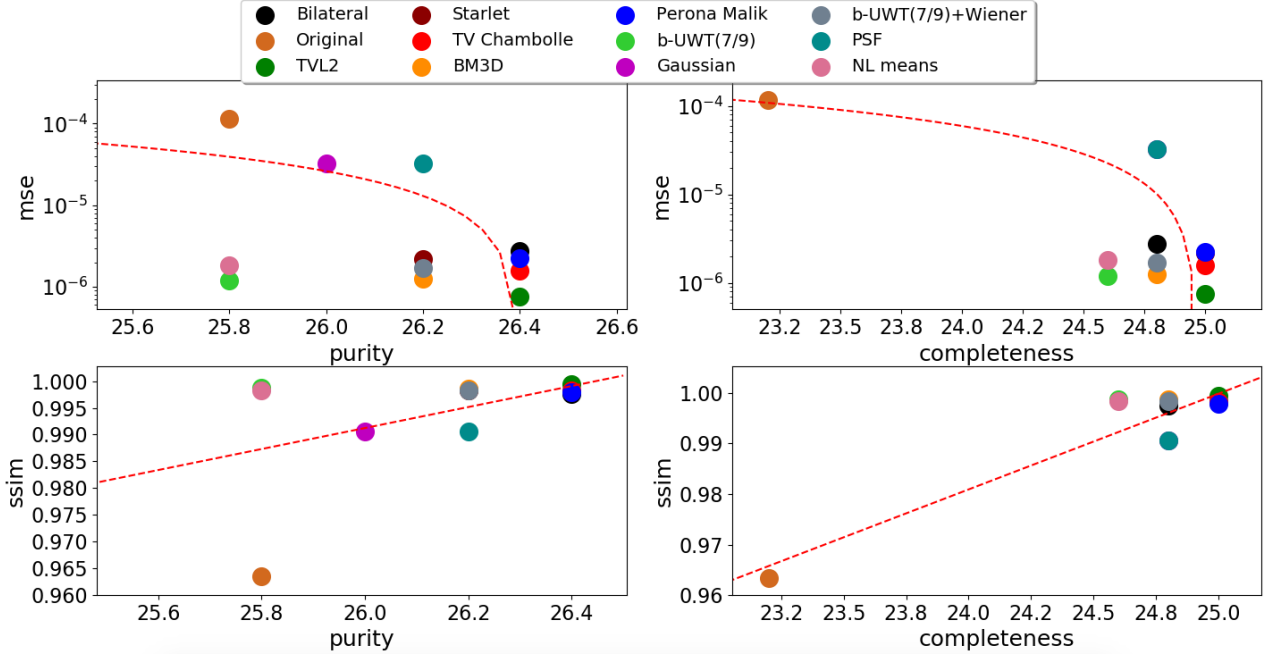 Bilateral Starlet Perona Malik b-UWT(7/9)+Wiener
Original TV Chambolle b-UWT(7/9) PSF
TVL2 BM3D Gaussian NL means
mse
10⁻⁴
10⁻⁵
10⁻⁶
25.6 25.8 26.0 26.2 26.4 26.6
purity
mse
10⁻⁴
10⁻⁵
10⁻⁶
23.2 23.5 23.8 24.0 24.2 24.5 24.8 25.0
completeness
ssim
1.000
0.995
0.990
0.985
0.980
0.975
0.970
0.965
0.960
25.6 25.8 26.0 26.2 26.4
purity
ssim
1.00
0.99
0.98
0.97
0.96
23.2 23.5 23.8 24.0 24.2 24.5 24.8 25.0
completeness